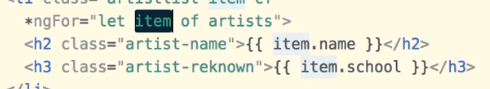 *ngFor="let item of artists">
<h2 class="artist-name">{{ item.name }}</h2>
<h3 class="artist-reknown">{{ item.school }}</h3>